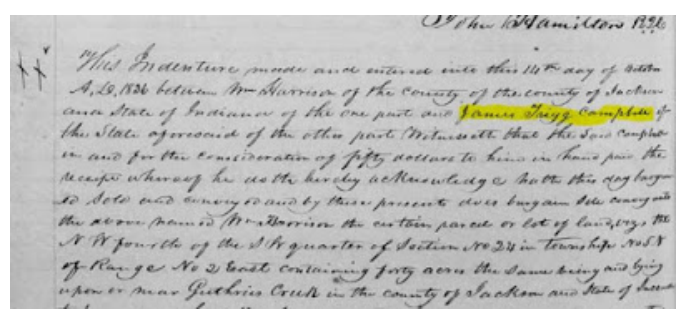 John Hamilton
This Indenture made and entered into this 14th day of October
A, D, 1836 between Wm Harrison of the county of the county of Jackson
and State of Indiana of the one part and James Trigg Campbell of
the State aforesaid of the other part Witnesseth that the said Campbell
in and for the consideration of fifty dollars to him in hand paid the
receipt whereof he doth hereby acknowledge hath this day bargain
ed sold and conveyed and by these presents does bargain sell convey unto
the above named Wm Harrison the certain parcel or lot of land, viz, the
N W fourth of the S W quarter of Section No 24 in Township No 5 N
of Range No 2 East containing forty acres the same being and lying
upon or near Guthries Creek in the county of Jackson and State of